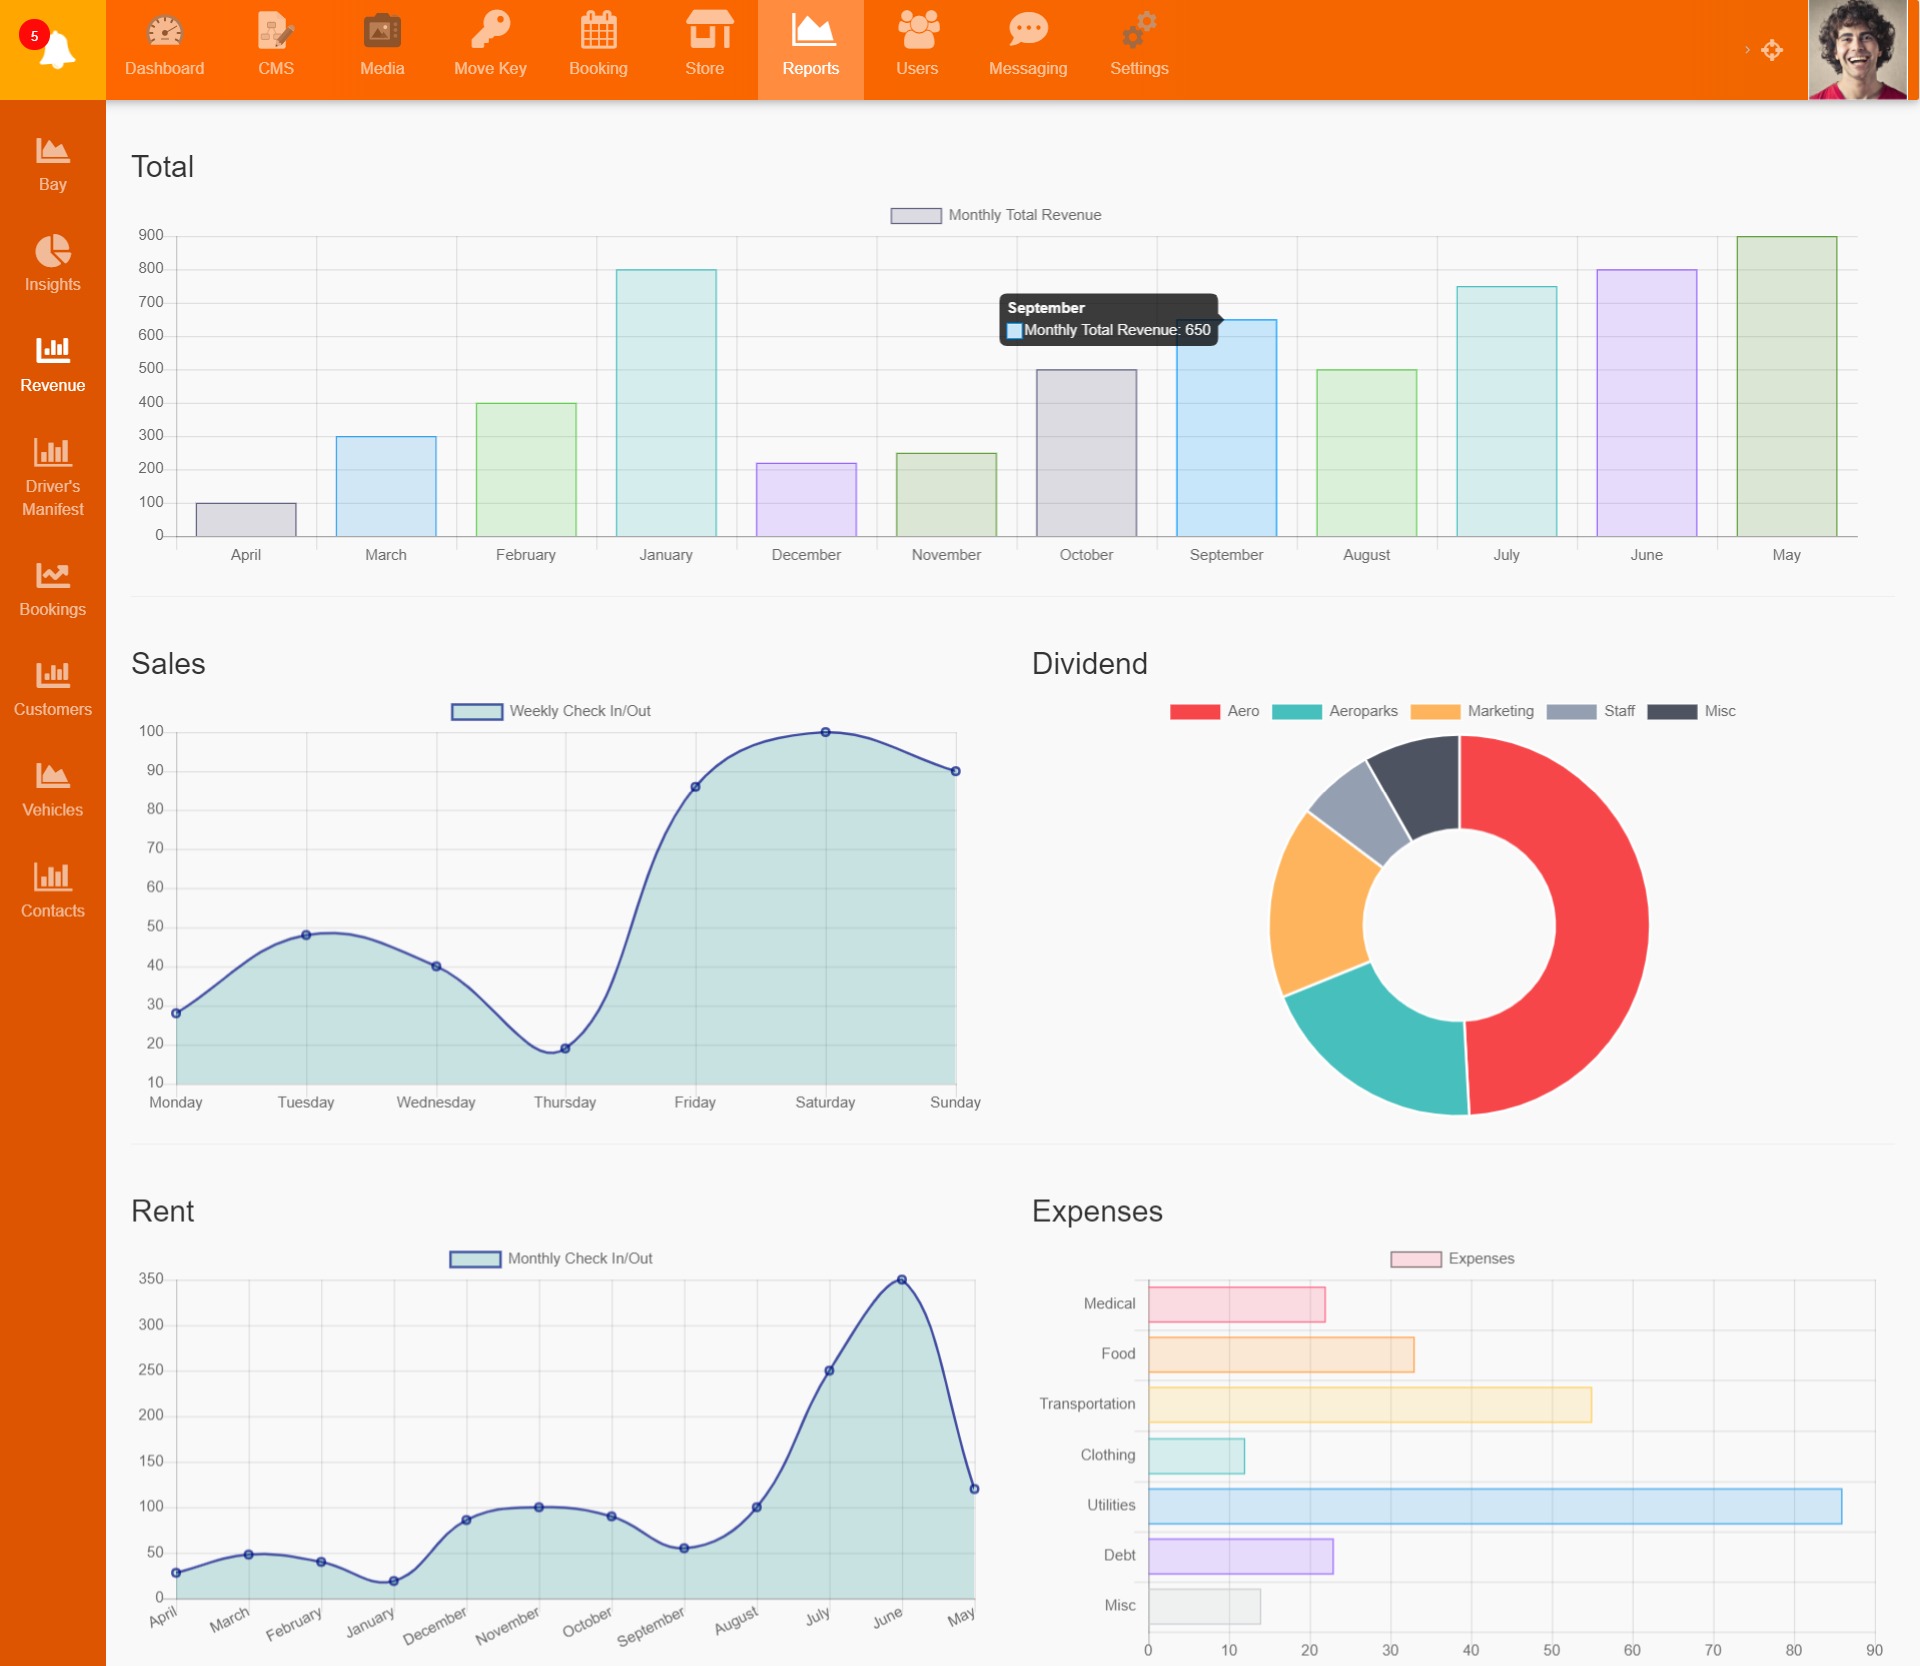 5
Dashboard CMS Media Move Key Booking Store Reports Users Messaging Settings
Bay
Insights
Revenue
Driver's
Manifest
Bookings
Customers
Vehicles
Contacts
Total
Monthly Total Revenue
900
800
700
600
500
400
300
200
100
0
September
Monthly Total Revenue: 650
April March February January December November October September August July June May
Sales
Weekly Check In/Out
100
90
80
70
60
50
40
30
20
10
Monday Tuesday Wednesday Thursday Friday Saturday Sunday
Dividend
Aero Aeroparks Marketing Staff Misc
Rent
Monthly Check In/Out
350
300
250
200
150
100
50
0
April March February January December November October September August July June May
Expenses
Expenses
Medical
Food
Transportation
Clothing
Utilities
Debt
Misc
0 10 20 30 40 50 60 70 80 90